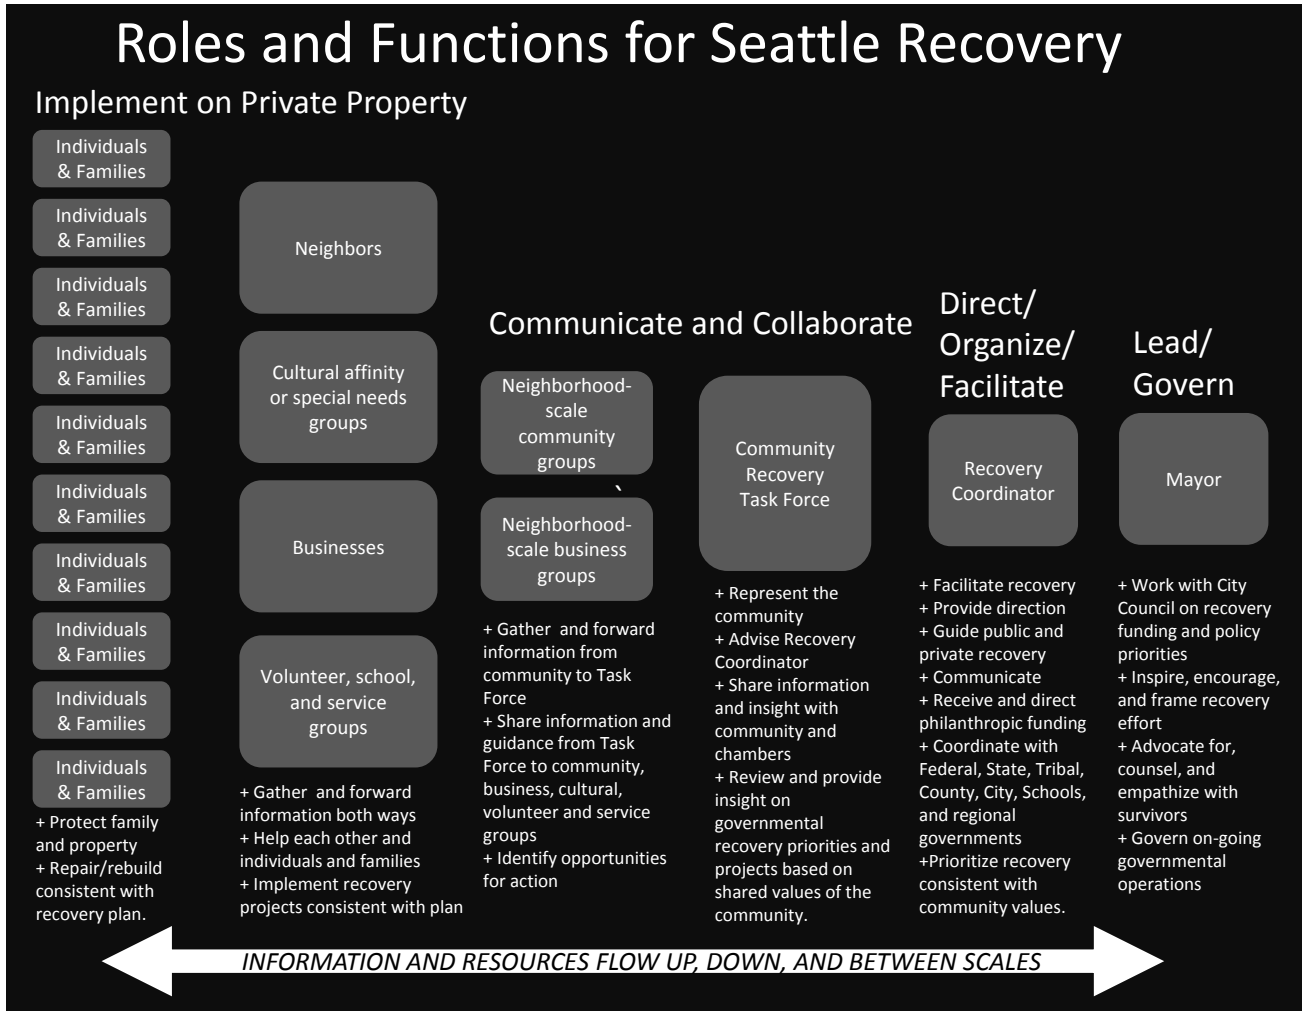 Roles and Functions for Seattle Recovery
Implement on Private Property
Individuals
& Families
Individuals
& Families
Individuals
& Families
Individuals
& Families
Individuals
& Families
Individuals
& Families
Individuals
& Families
Individuals
& Families
Individuals
& Families
Individuals
& Families
+ Protect family
and property
+ Repair/rebuild
consistent with
recovery plan.
Neighbors
Cultural affinity
or special needs
groups
Businesses
Volunteer, school,
and service
groups
+ Gather  and forward
information both ways
+ Help each other and
individuals and families
+ Implement recovery
projects consistent with plan
Communicate and Collaborate
Neighborhood-
scale
community
groups
`
Neighborhood-
scale business
groups
+ Gather  and forward
information from
community to Task
Force
+ Share information and
guidance from Task
Force to community,
business, cultural,
volunteer and service
groups
+ Identify opportunities
for action
Community
Recovery
Task Force
+ Represent the
community
+ Advise Recovery
Coordinator
+ Share information
and insight with
community and
chambers
+ Review and provide
insight on
governmental
recovery priorities and
projects based on
shared values of the
community.
Direct/
Organize/
Facilitate
Recovery
Coordinator
+ Facilitate recovery
+ Provide direction
+ Guide public and
private recovery
+ Communicate
+ Receive and direct
philanthropic funding
+ Coordinate with
Federal, State, Tribal,
County, City, Schools,
and regional
governments
+Prioritize recovery
consistent with
community values.
Lead/
Govern
Mayor
+ Work with City
Council on recovery
funding and policy
priorities
+ Inspire, encourage,
and frame recovery
effort
+ Advocate for,
counsel, and
empathize with
survivors
+ Govern on-going
governmental
operations
INFORMATION AND RESOURCES FLOW UP, DOWN, AND BETWEEN SCALES